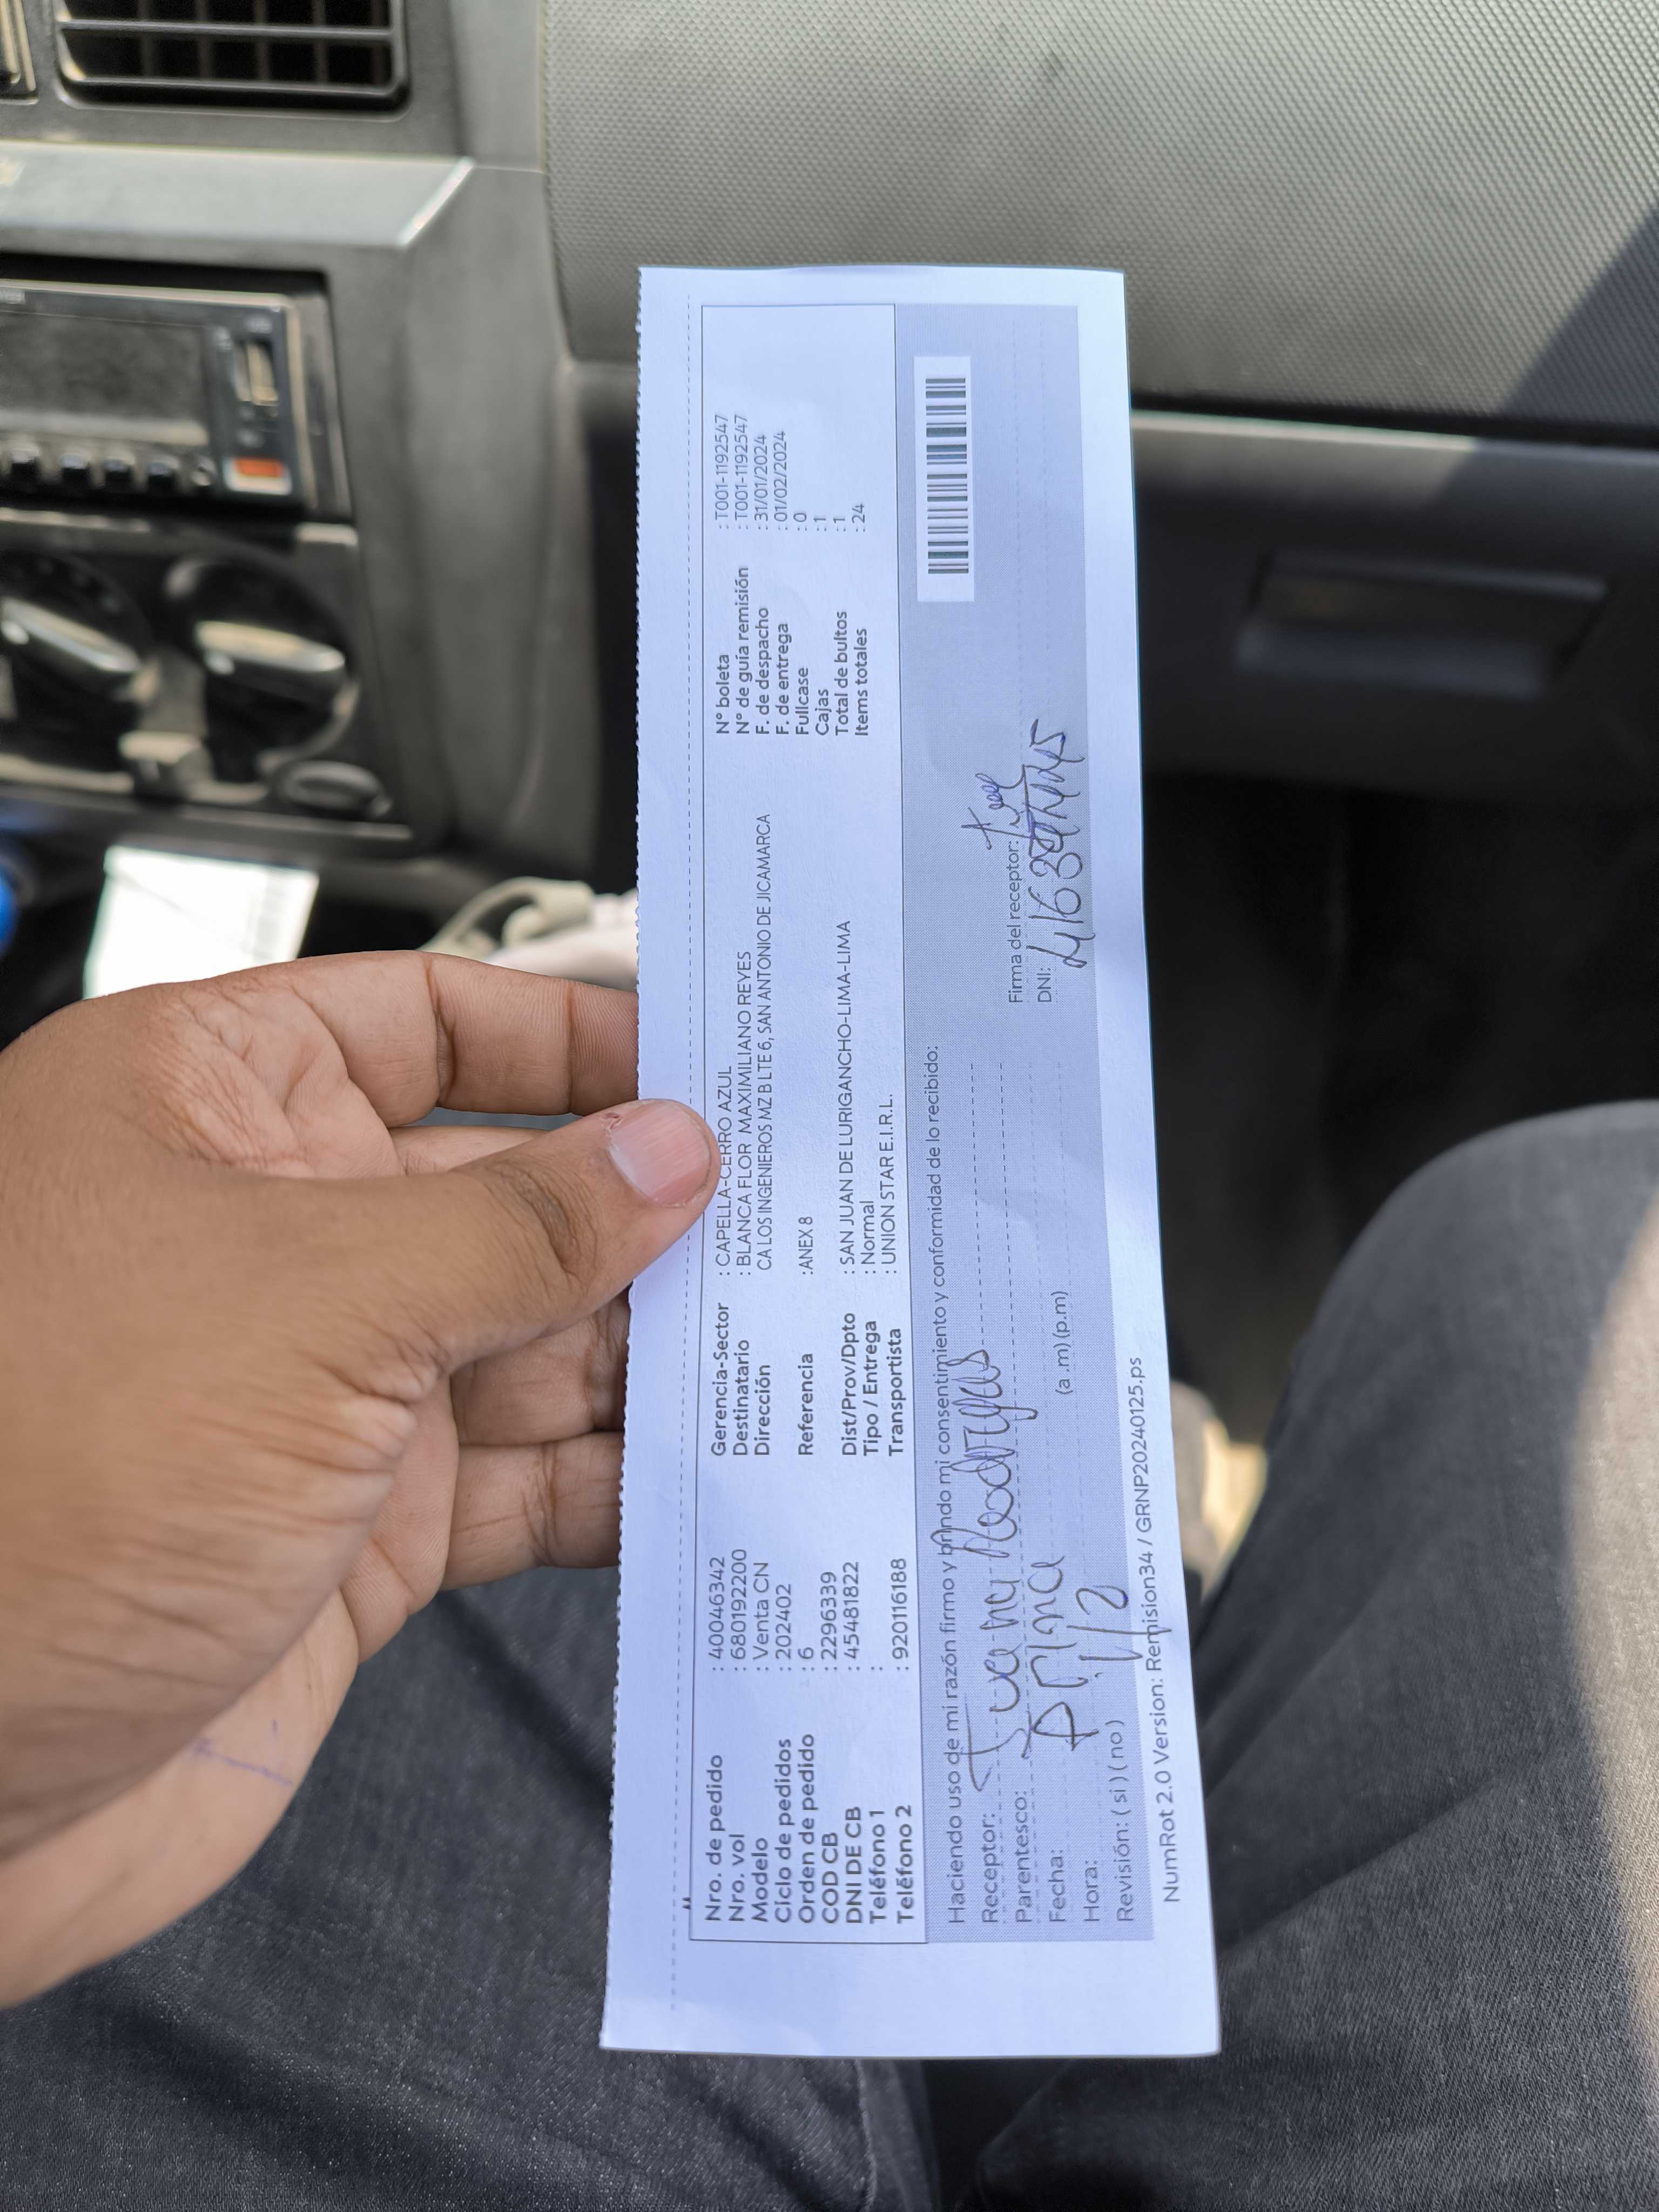 Nro. de pedido : 40046342 Gerencia-Sector : CAPELLA-CERRO AZUL N° boleta : T001-1192547
Nro. vol : 680192200 Destinatario : BLANCA FLOR MAXIMILIANO REYES N° de guía remisión : T001-1192547
Modelo : Venta CN Dirección CA LOS INGENIEROS MZ B LTE 6, SAN ANTONIO DE JICAMARCA F. de despacho : 31/01/2024
Ciclo de pedidos : 202402 F. de entrega : 01/02/2024
Orden de pedido : 6 Referencia :ANEX 8 Fullcase : 0
COD CB : 2296339 Cajas : 1
DNI DE CB : 45481822 Dist/Prov/Dpto : SAN JUAN DE LURIGANCHO-LIMA-LIMA Total de bultos : 1
Teléfono 1 : Tipo / Entrega : Normal Items totales : 24
Teléfono 2 : 920116188 Transportista : UNION STAR E.I.R.L.
Haciendo uso de mi razón firmo y brindo mi consentimiento y conformidad de lo recibido:
Receptor: Juana
Parentesco: Prima Firma del receptor:
Fecha: 1/2 DNI:
Hora: (a .m) (p.m)
Revisión: ( si ) ( no )
NumRot 2.0 Version: Remision34 / GRNP20240125.ps